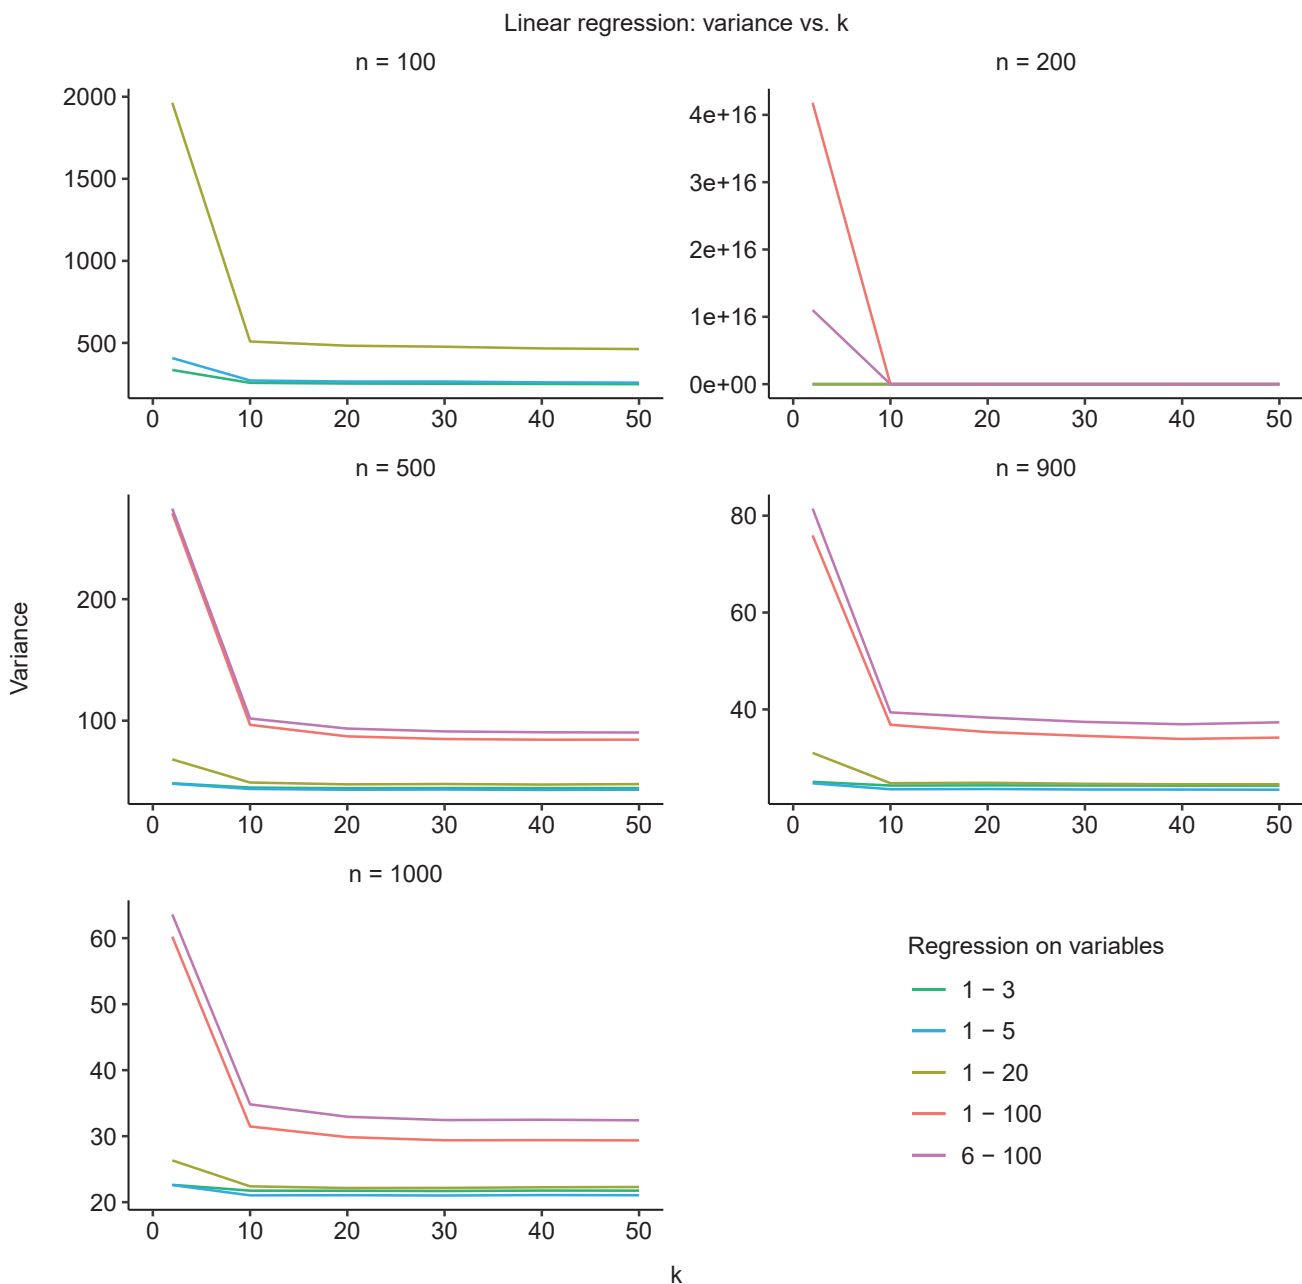 Linear regression: variance vs. k
n = 100
2000
1500
1000
500
0 10 20 30 40 50
n = 200
4e+16
3e+16
2e+16
1e+16
0e+00
0 10 20 30 40 50
n = 500
200
100
0 10 20 30 40 50
n = 900
80
60
40
0 10 20 30 40 50
Variance
n = 1000
60
50
40
30
20
0 10 20 30 40 50
k
Regression on variables
1 − 3
1 − 5
1 − 20
1 − 100
6 − 100